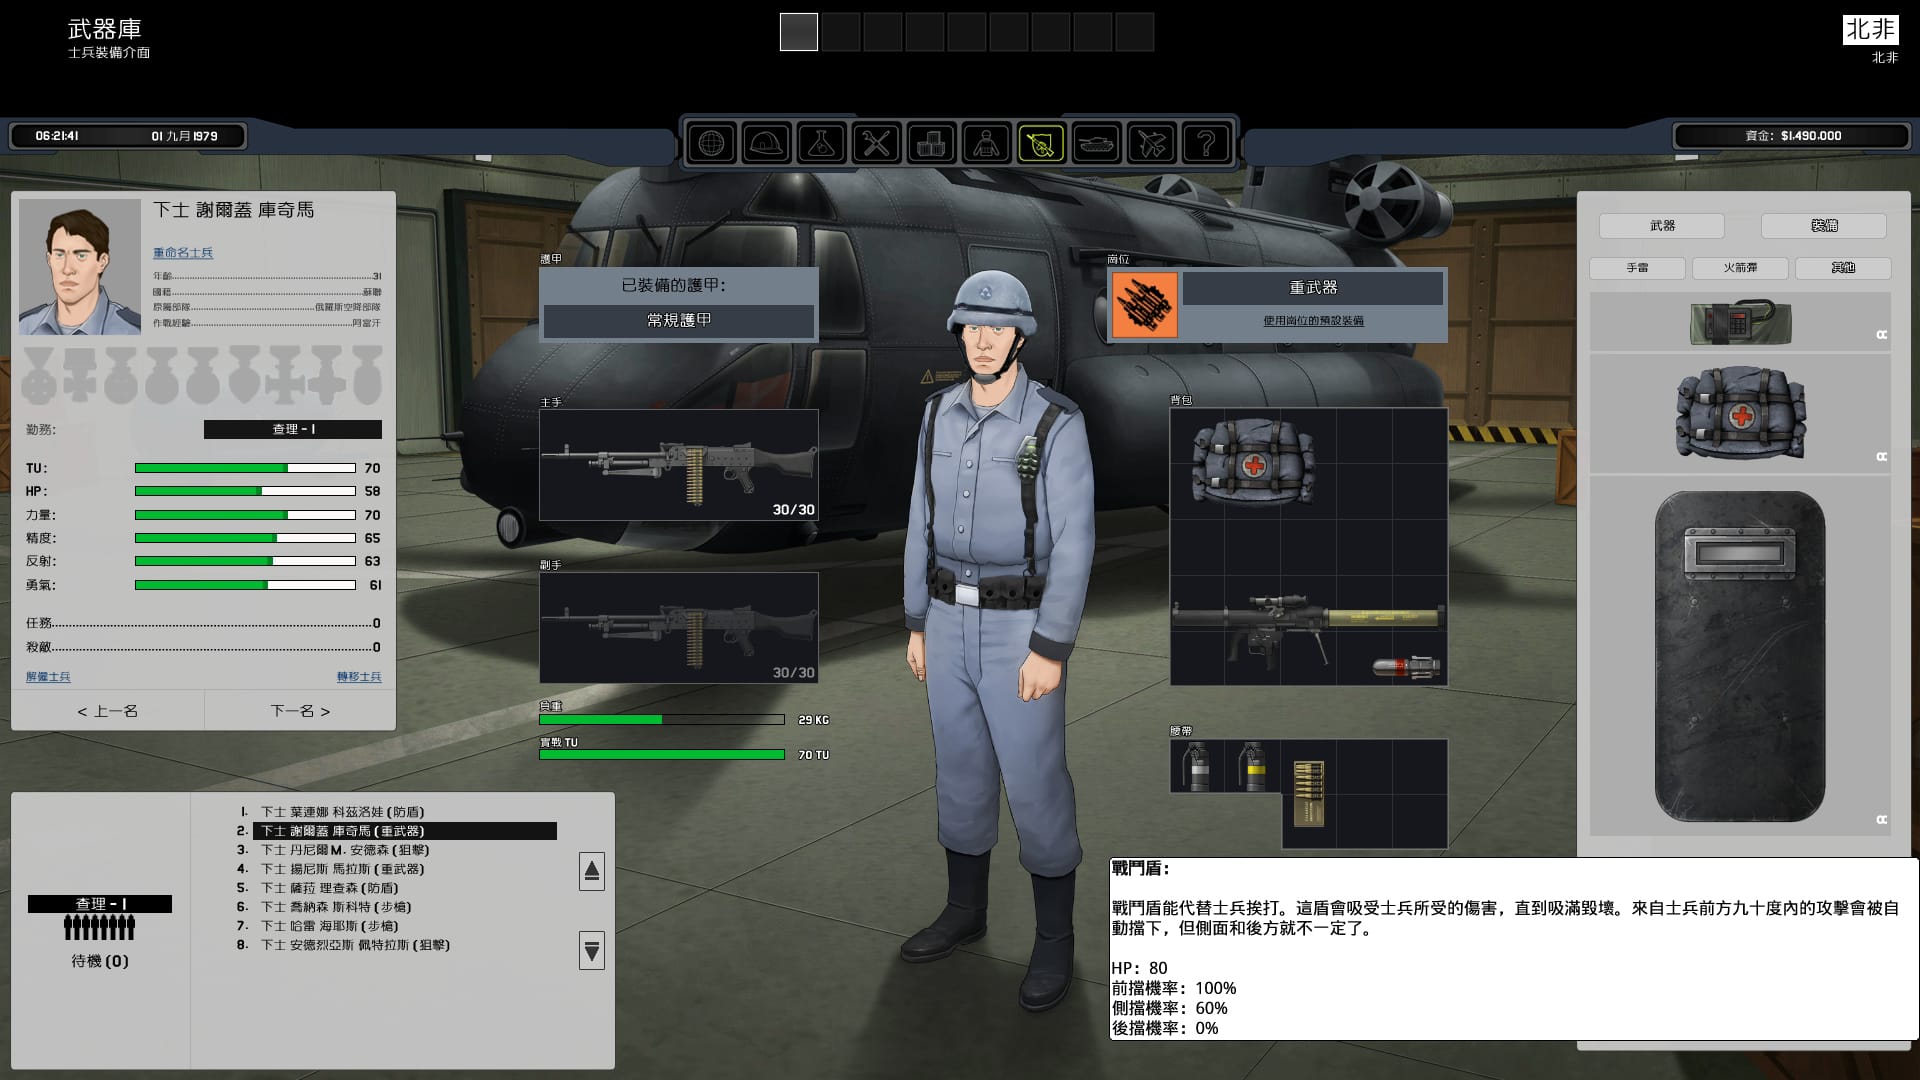 武器庫
士兵裝備介面
北非
北非
06:21:41
01 九月 1979
資金: $1,490,000
下士 謝爾蓋 庫奇馬
重命名士兵
年齡 31
國籍 蘇聯
原屬部隊 俄羅斯空降部隊
作戰經驗 阿富汗
勤務:
查理 - 1
TU: 70
HP: 58
力量: 70
精度: 65
反射: 63
勇氣: 61
任務 0
殺敵 0
解僱士兵
轉移士兵
< 上一名
下一名 >
護甲
已裝備的護甲:
常規護甲
主手
30/30
副手
30/30
負重
29 KG
實戰 TU
70 TU
崗位
重武器
使用崗位的預設裝備
背包
腰帶
武器
裝備
手雷
火箭彈
其他
α
α
α
查理 - 1
待機 (0)
1. 下士 葉連娜 科茲洛娃 (防盾)
2. 下士 謝爾蓋 庫奇馬 (重武器)
3. 下士 丹尼爾 M. 安德森 (狙擊)
4. 下士 揚尼斯 馬拉斯 (重武器)
5. 下士 薩菈 理查森 (防盾)
6. 下士 喬納森 斯科特 (步槍)
7. 下士 哈雷 海耶斯 (步槍)
8. 下士 安德烈亞斯 佩特拉斯 (狙擊)
戰鬥盾:
戰鬥盾能代替士兵挨打。這盾會吸受士兵所受的傷害，直到吸滿毀壞。來自士兵前方九十度內的攻擊會被自
動擋下，但側面和後方就不一定了。
HP: 80
前擋機率: 100%
側擋機率: 60%
後擋機率: 0%